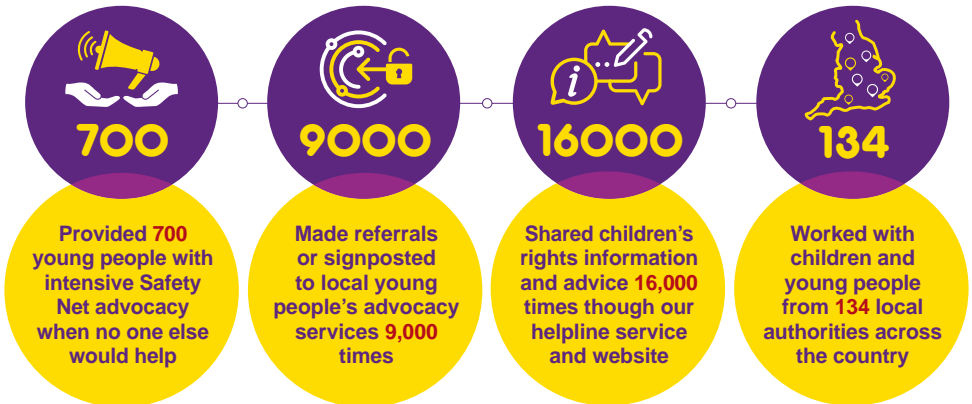 700
Provided 700
young people with
intensive Safety
Net advocacy
when no one else
would help
9000
Made referrals
or signposted
to local young
people’s advocacy
services 9,000
times
16000
Shared children’s
rights information
and advice 16,000
times though our
helpline service
and website
134
Worked with
children and
young people
from 134 local
authorities across
the country